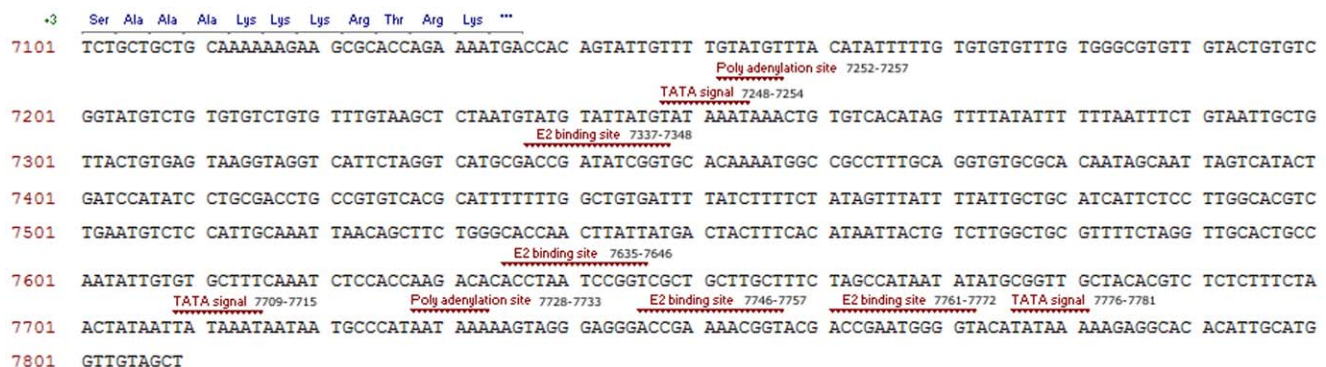 +3 Ser Ala Ala Ala Lys Lys Lys Arg Thr Arg Lys ***
7101 TCTGCTGCTG CAAAAAAGAA GCGCACCAGA AAATGACCAC AGTATTGTTT TGTATGTTTA CATATTTTTG TGTGTGTTTG TGGGCGTGTT GTACTGTGTC
Poly adenylation site 7252-7257
TATA signal 7248-7254
7201 GGTATGTCTG TGTGTCTGTG TTTGTAAGCT CTAATGTATG TATTATGTAT AAATAAACTG TGTCACATAG TTTTATATTT TTTAATTTCT GTAATTGCTG
E2 binding site 7337-7348
7301 TTACTGTGAG TAAGGTAGGT CATTCTAGGT CATGCGACCG ATATCGGTGC ACAAAATGGC CGCCTTTGCA GGTGTGCGCA CAATAGCAAT TAGTCATACT
7401 GATCCATATC CTGCGACCTG CCGTGTCACG CATTTTTTTG GCTGTGATTT TATCTTTTCT ATAGTTTATT TTATTGCTGC ATCATTCTCC TTGGCACGTC
7501 TGAATGTCTC CATTGCAAAT TAACAGCTTC TGGGCACCAA CTTATTATGA CTACTTTCAC ATAATTACTG TCTTGGCTGC GTTTTCTAGG TTGCACTGCC
E2 binding site 7635-7646
7601 AATATTGTGT GCTTTCAAAT CTCCACCAAG ACACACCTAA TCCGGTCGCT GCTTGCTTTC TAGCCATAAT ATATGCGGTT GCTACACGTC TCTCTTTCTA
TATA signal 7709-7715 Poly adenylation site 7728-7733 E2 binding site 7746-7757 E2 binding site 7761-7772 TATA signal 7776-7781
7701 ACTATAATTA TAAATAATAA TGCCCATAAT AAAAAGTAGG GAGGGACCGA AAACGGTACG ACCGAATGGG GTACATATAA AAGAGGCAC ACATTGCATG
7801 GTTGTAGCT